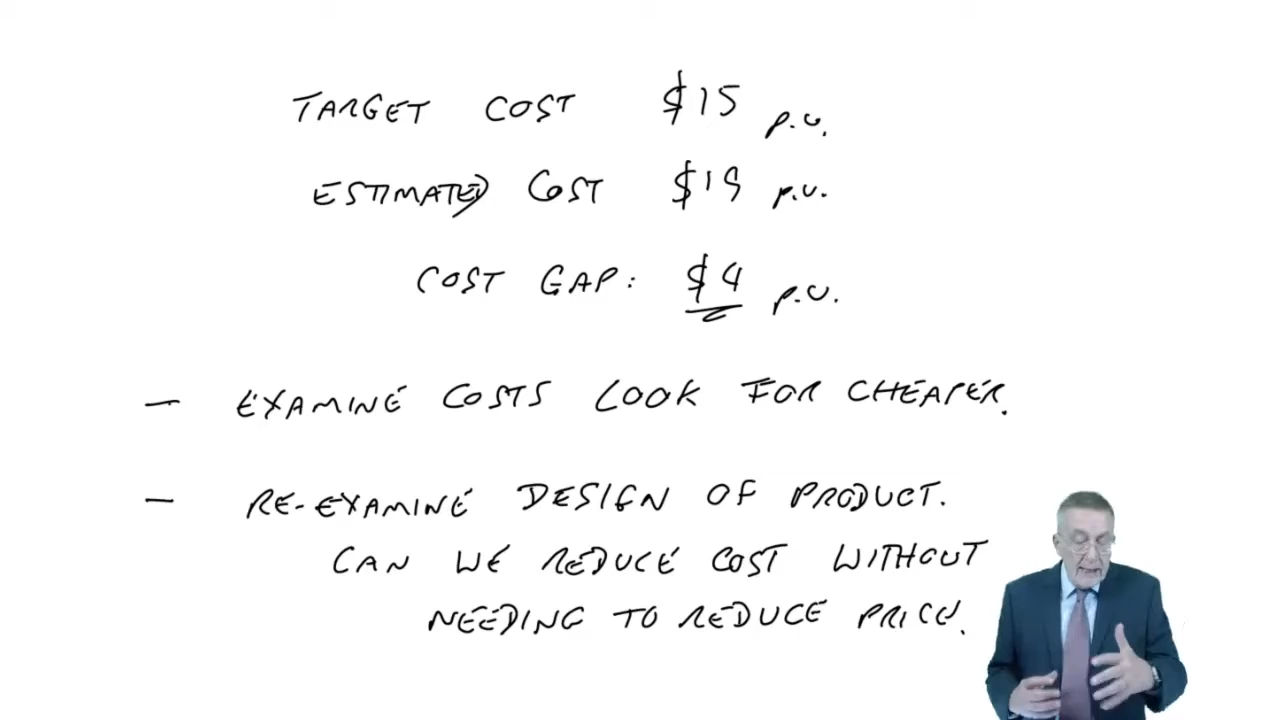 TARGET COST $15 p.u.
ESTIMATED COST $19 p.u.
COST GAP: $4 p.u.
— EXAMINE COSTS LOOK FOR CHEAPER.
— RE-EXAMINE DESIGN OF PRODUCT.
CAN WE REDUCE COST WITHOUT
NEEDING TO REDUCE PRICE.